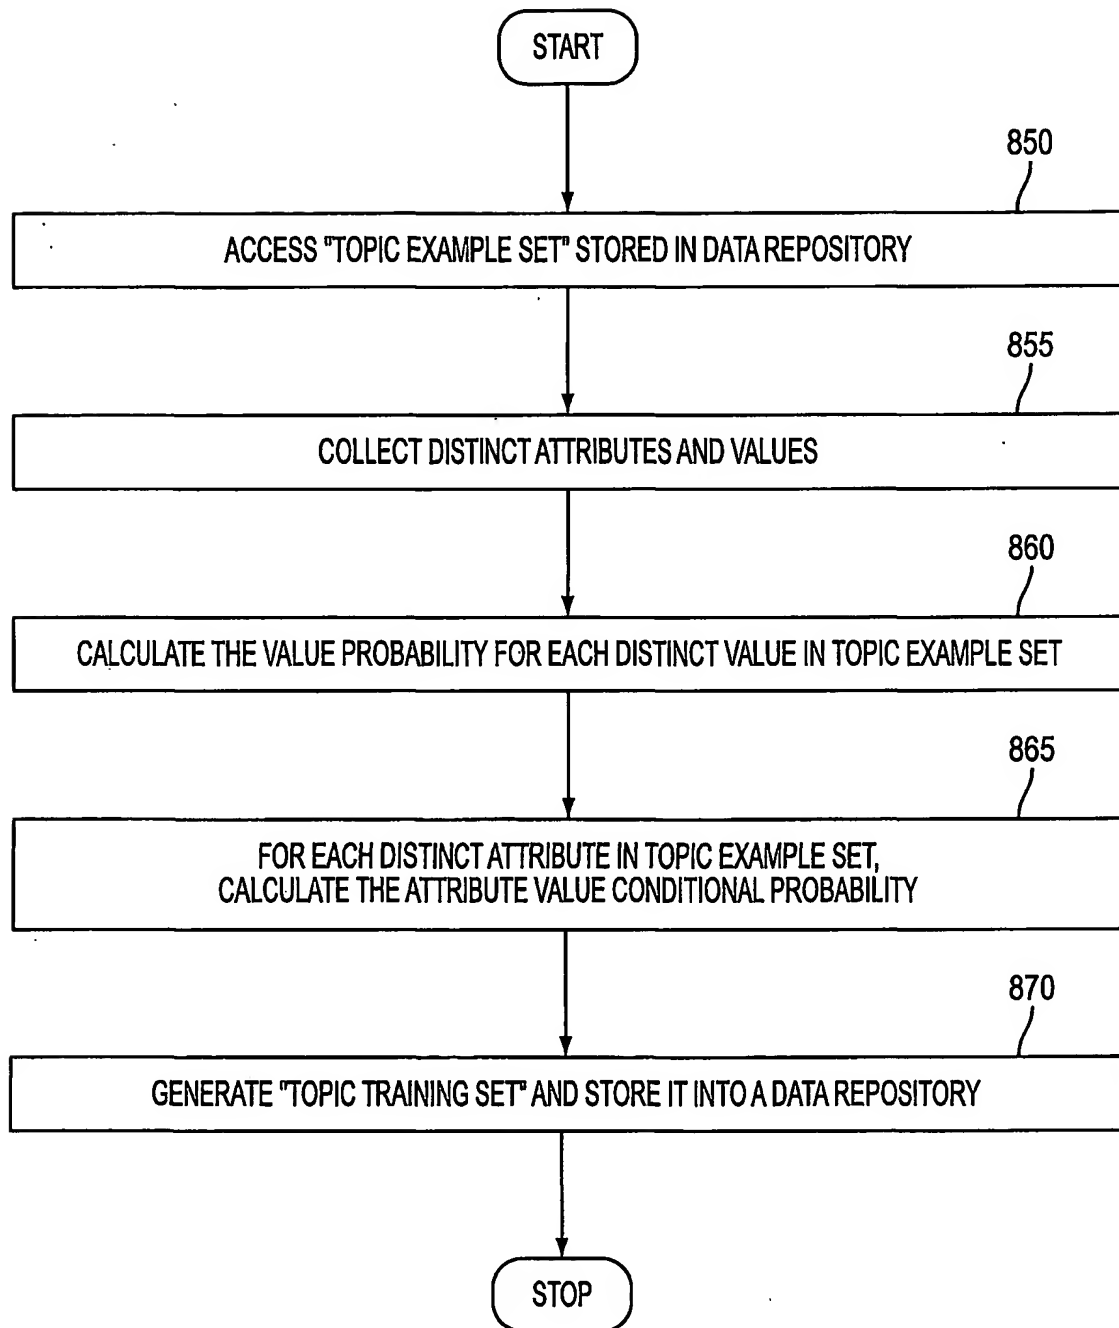 START
850
ACCESS "TOPIC EXAMPLE SET" STORED IN DATA REPOSITORY
855
COLLECT DISTINCT ATTRIBUTES AND VALUES
860
CALCULATE THE VALUE PROBABILITY FOR EACH DISTINCT VALUE IN TOPIC EXAMPLE SET
865
FOR EACH DISTINCT ATTRIBUTE IN TOPIC EXAMPLE SET,
CALCULATE THE ATTRIBUTE VALUE CONDITIONAL PROBABILITY
870
GENERATE "TOPIC TRAINING SET" AND STORE IT INTO A DATA REPOSITORY
STOP